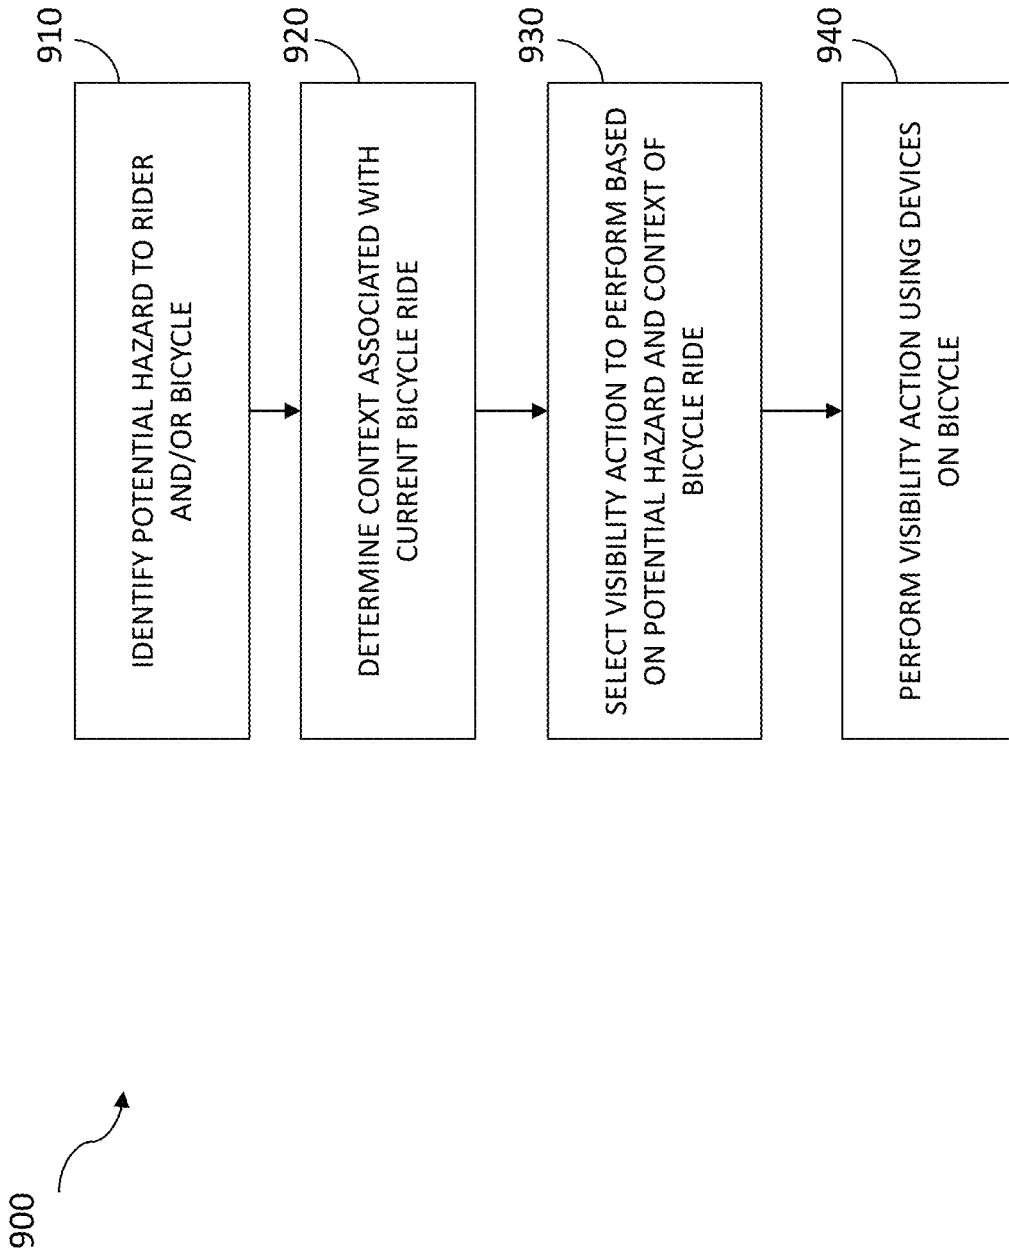 900
910
IDENTIFY POTENTIAL HAZARD TO RIDER
AND/OR BICYCLE
920
DETERMINE CONTEXT ASSOCIATED WITH
CURRENT BICYCLE RIDE
930
SELECT VISIBILITY ACTION TO PERFORM BASED
ON POTENTIAL HAZARD AND CONTEXT OF
BICYCLE RIDE
940
PERFORM VISIBILITY ACTION USING DEVICES
ON BICYCLE